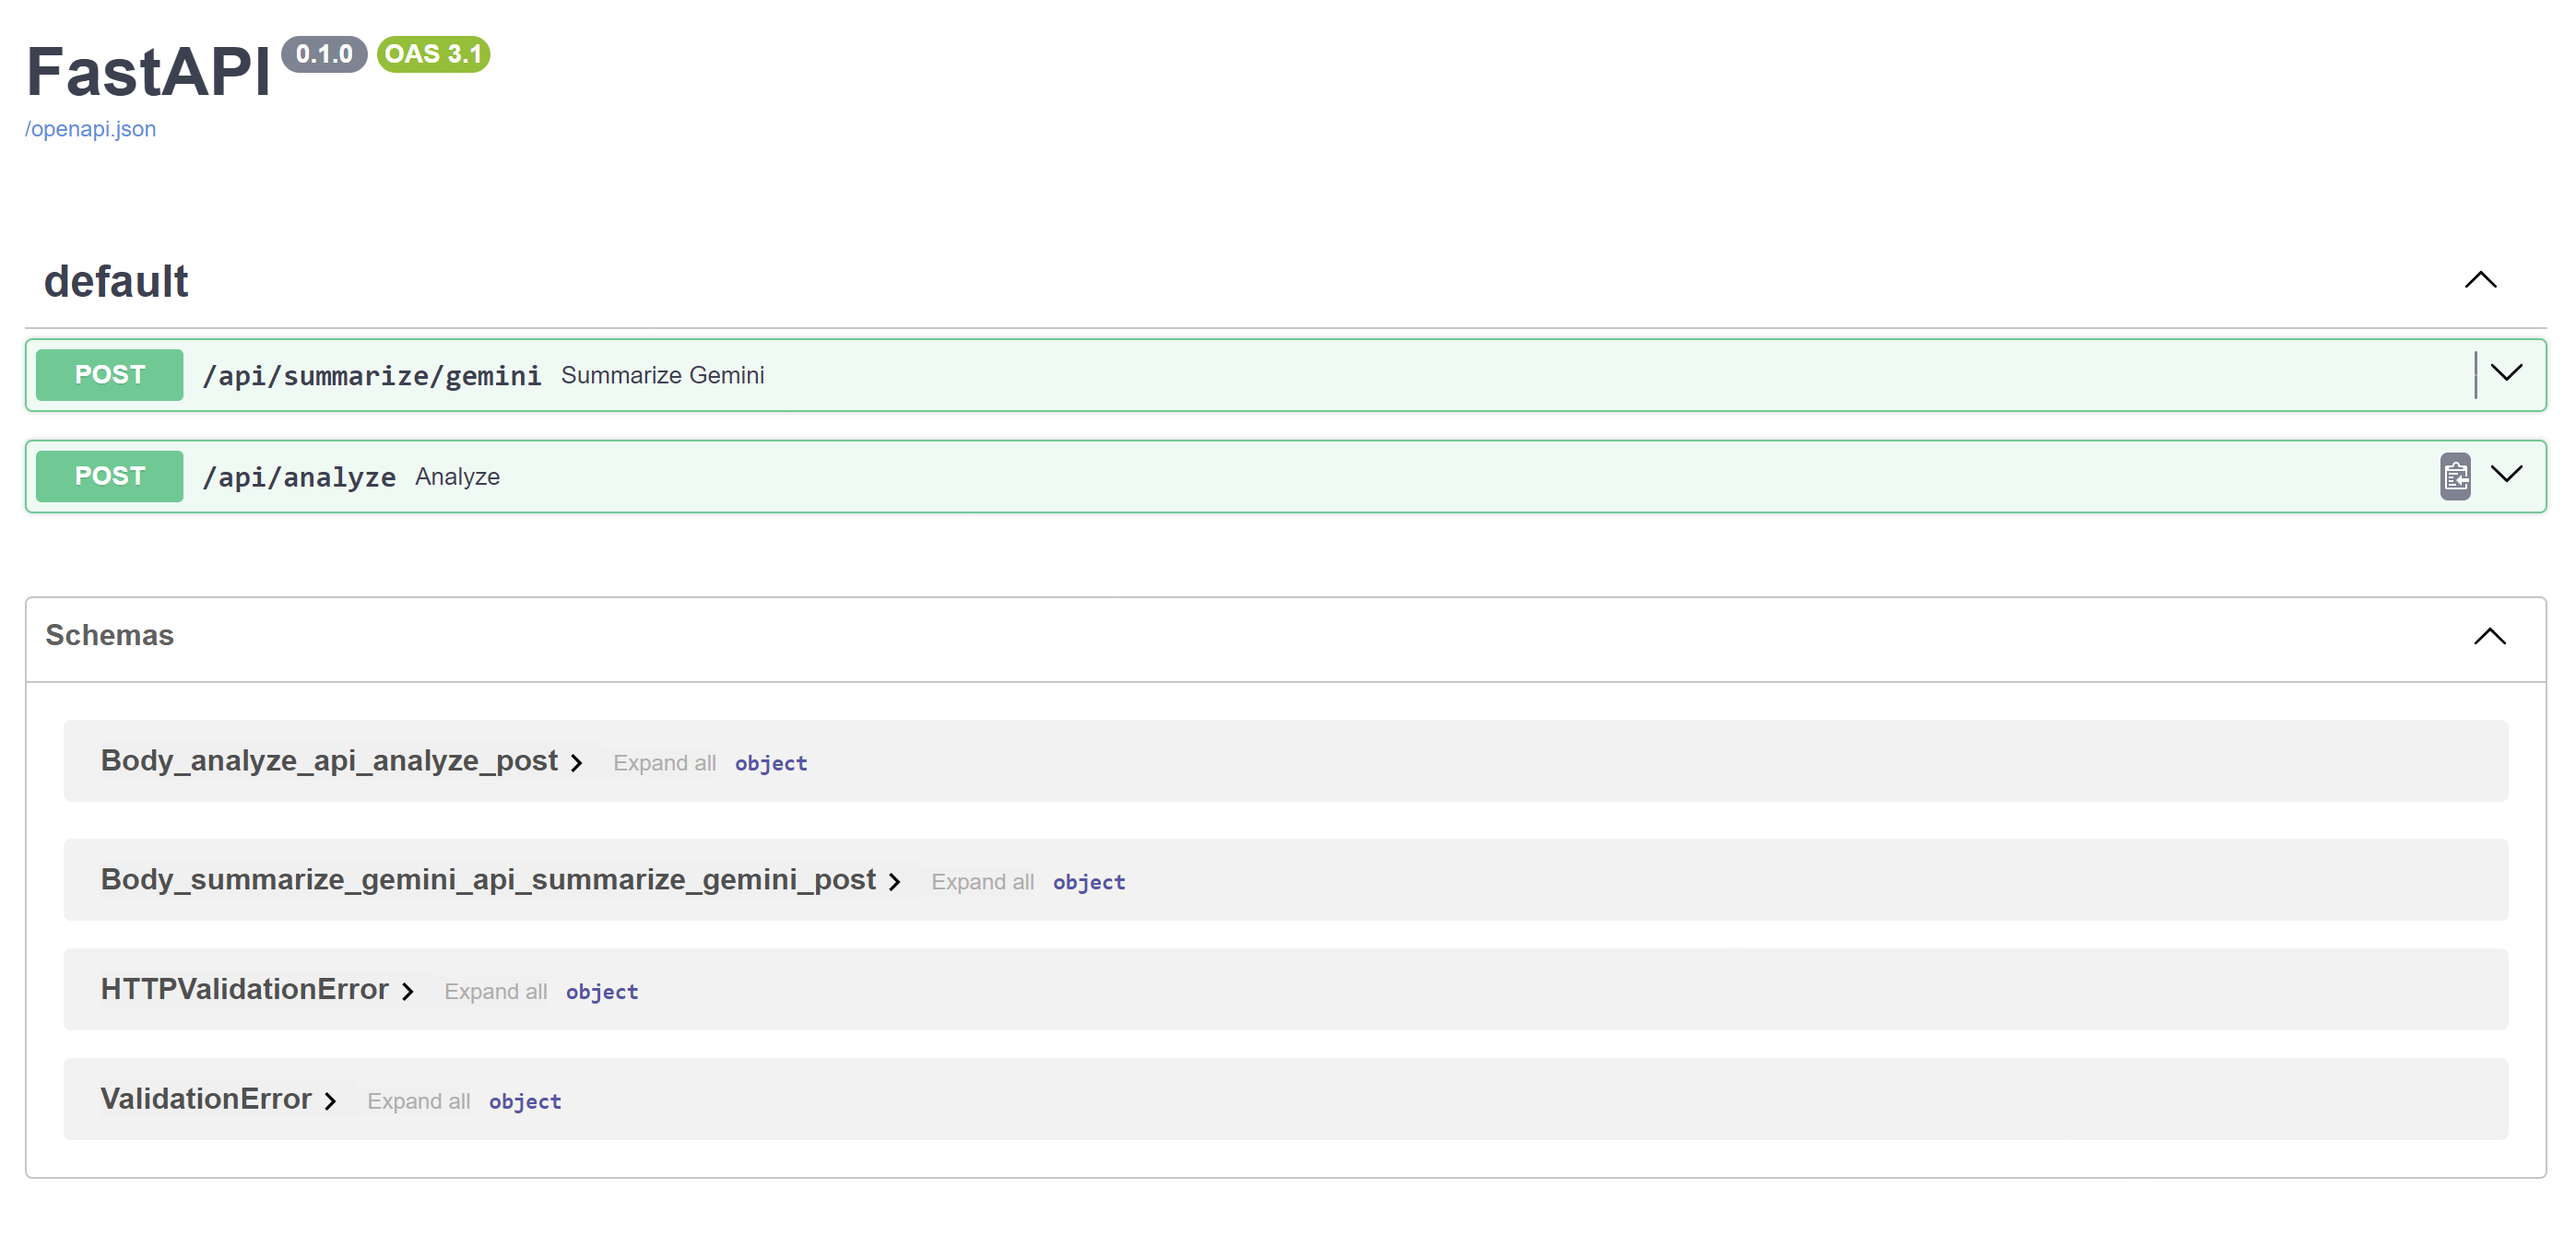 FastAPI 0.1.0 OAS 3.1
/openapi.json
default
POST /api/summarize/gemini Summarize Gemini
POST /api/analyze Analyze
Schemas
Body_analyze_api_analyze_post Expand all object
Body_summarize_gemini_api_summarize_gemini_post Expand all object
HTTPValidationError Expand all object
ValidationError Expand all object